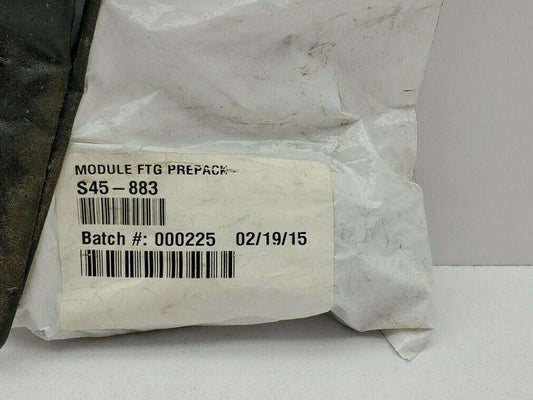 MODULE FTG PREPACK
S45-883
Batch #: 000225 02/19/15